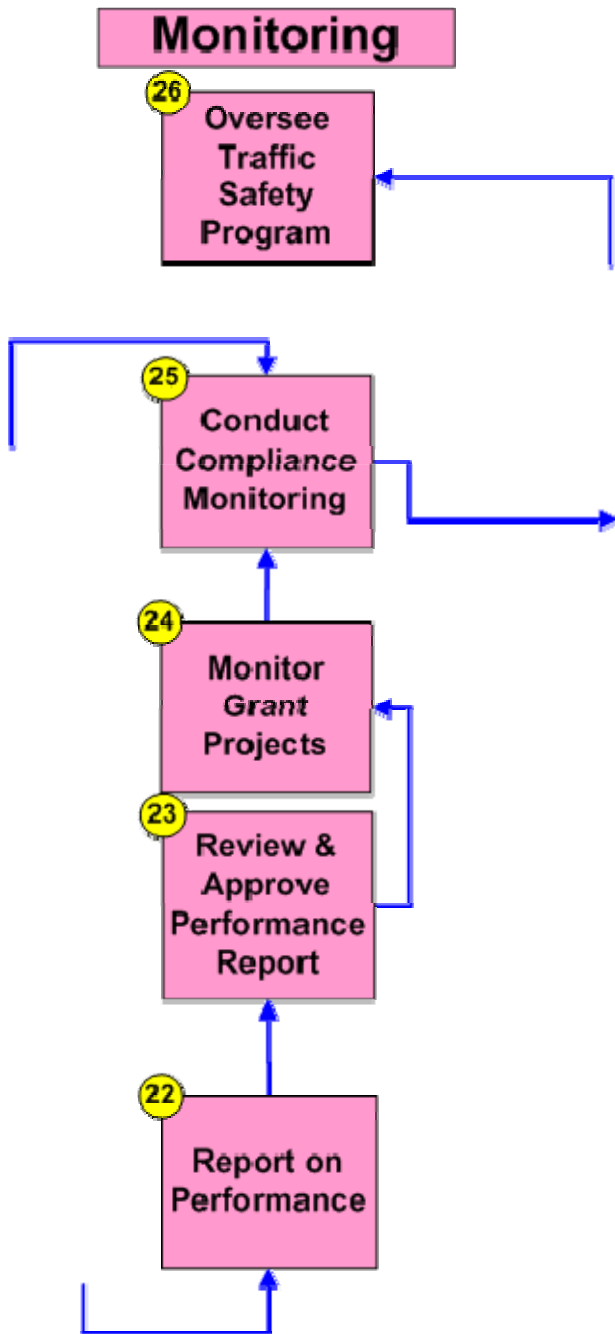 Monitoring
26
Oversee
Traffic
Safety
Program
25
Conduct
Compliance
Monitoring
24
Monitor
Grant
Projects
23
Review &
Approve
Performance
Report
22
Report on
Performance